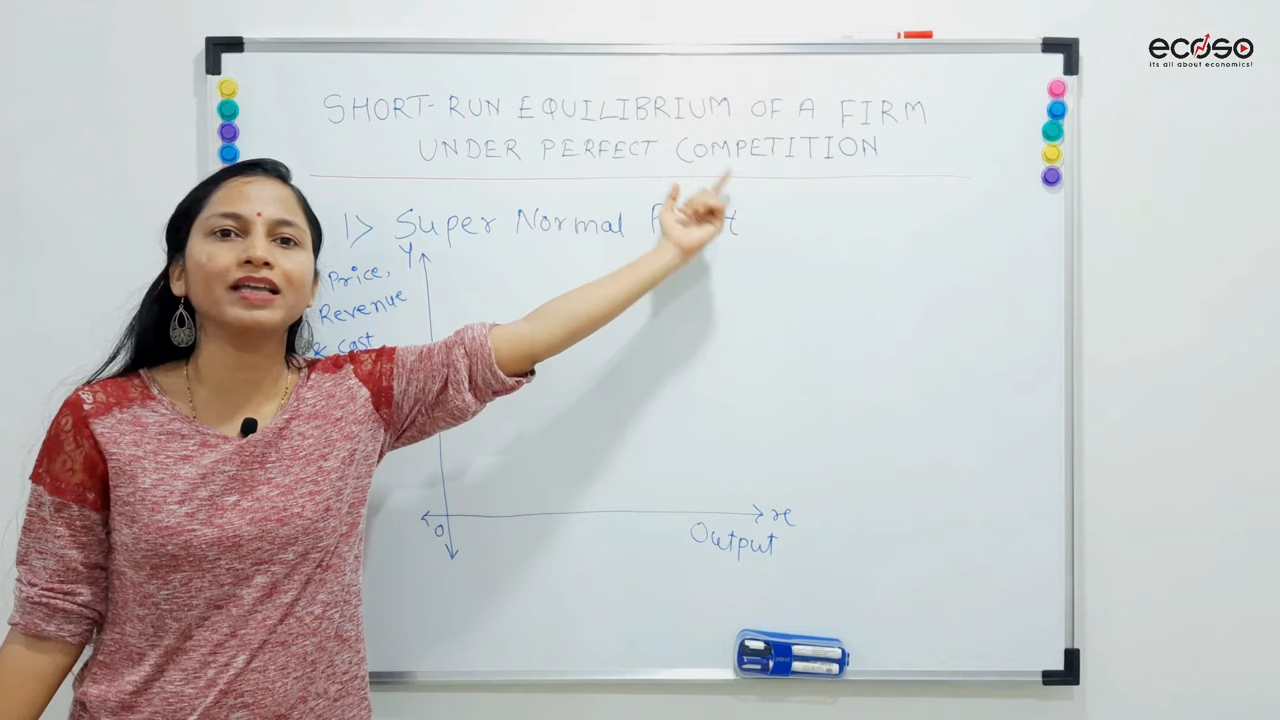 ecoso
its all about economics!
SHORT-RUN EQUILIBRIUM OF A FIRM
UNDER PERFECT COMPETITION
1> Super Normal
Y
Price,
Revenue
& cost
O
x
Output